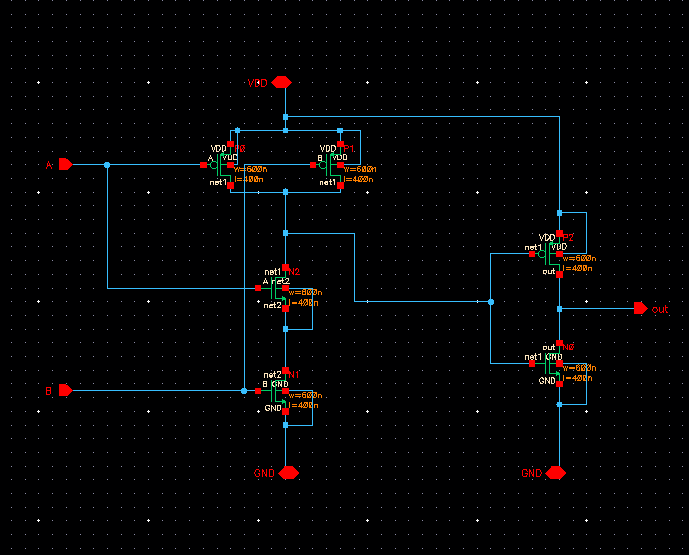 VDD
VDD P0
A VDD
w=600n
l=400n
net1
VDD P1
B VDD
w=600n
l=400n
net1
A
VDD P2
net1 VDD
w=600n
l=400n
out
net1 N2
A net2
w=600n
l=400n
net2
out
out N0
net1 GND
w=600n
l=400n
GND
net2 N1
B GND
w=600n
l=400n
GND
B
GND
GND